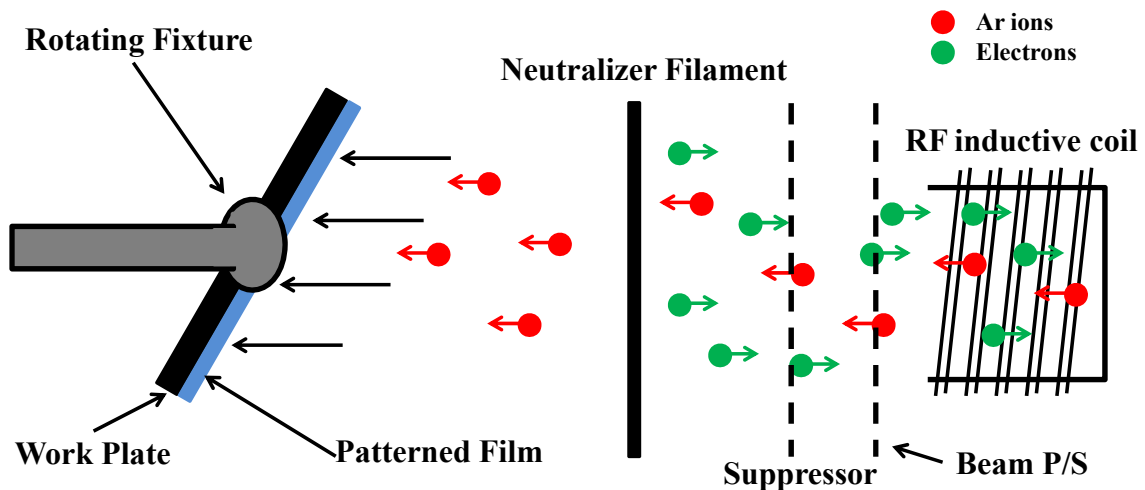 Ar ions
Electrons
Rotating Fixture
Neutralizer Filament
RF inductive coil
Work Plate
Patterned Film
Suppressor
Beam P/S